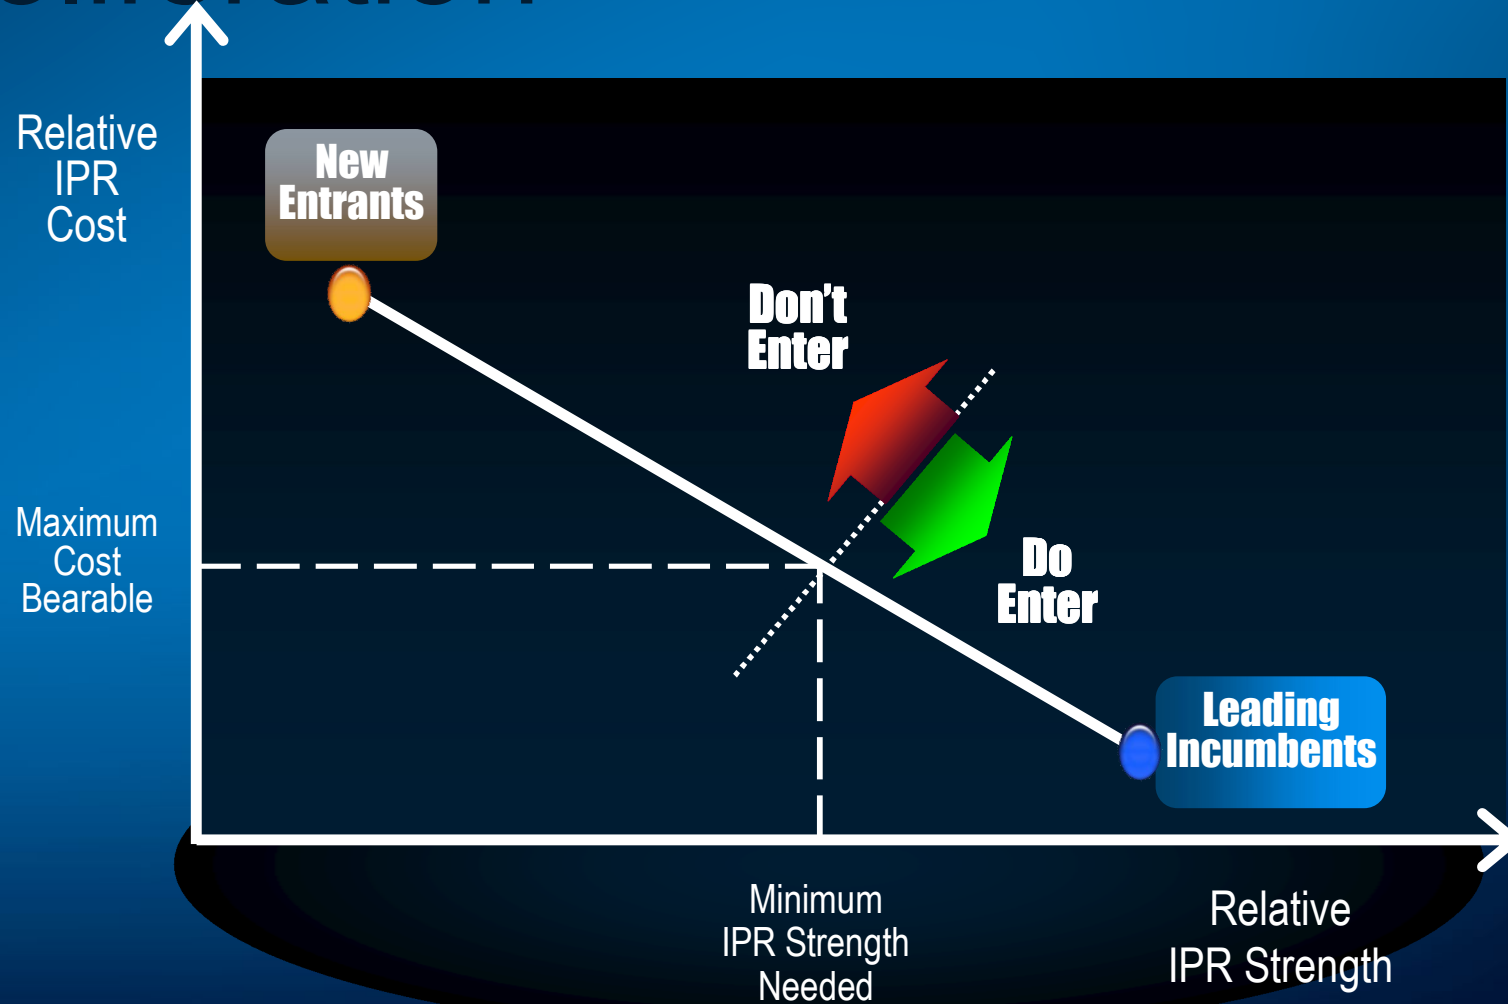 Relative
IPR
Cost
New
Entrants
Don't
Enter
Maximum
Cost
Bearable
Do
Enter
Leading
Incumbents
Minimum
IPR Strength
Needed
Relative
IPR Strength